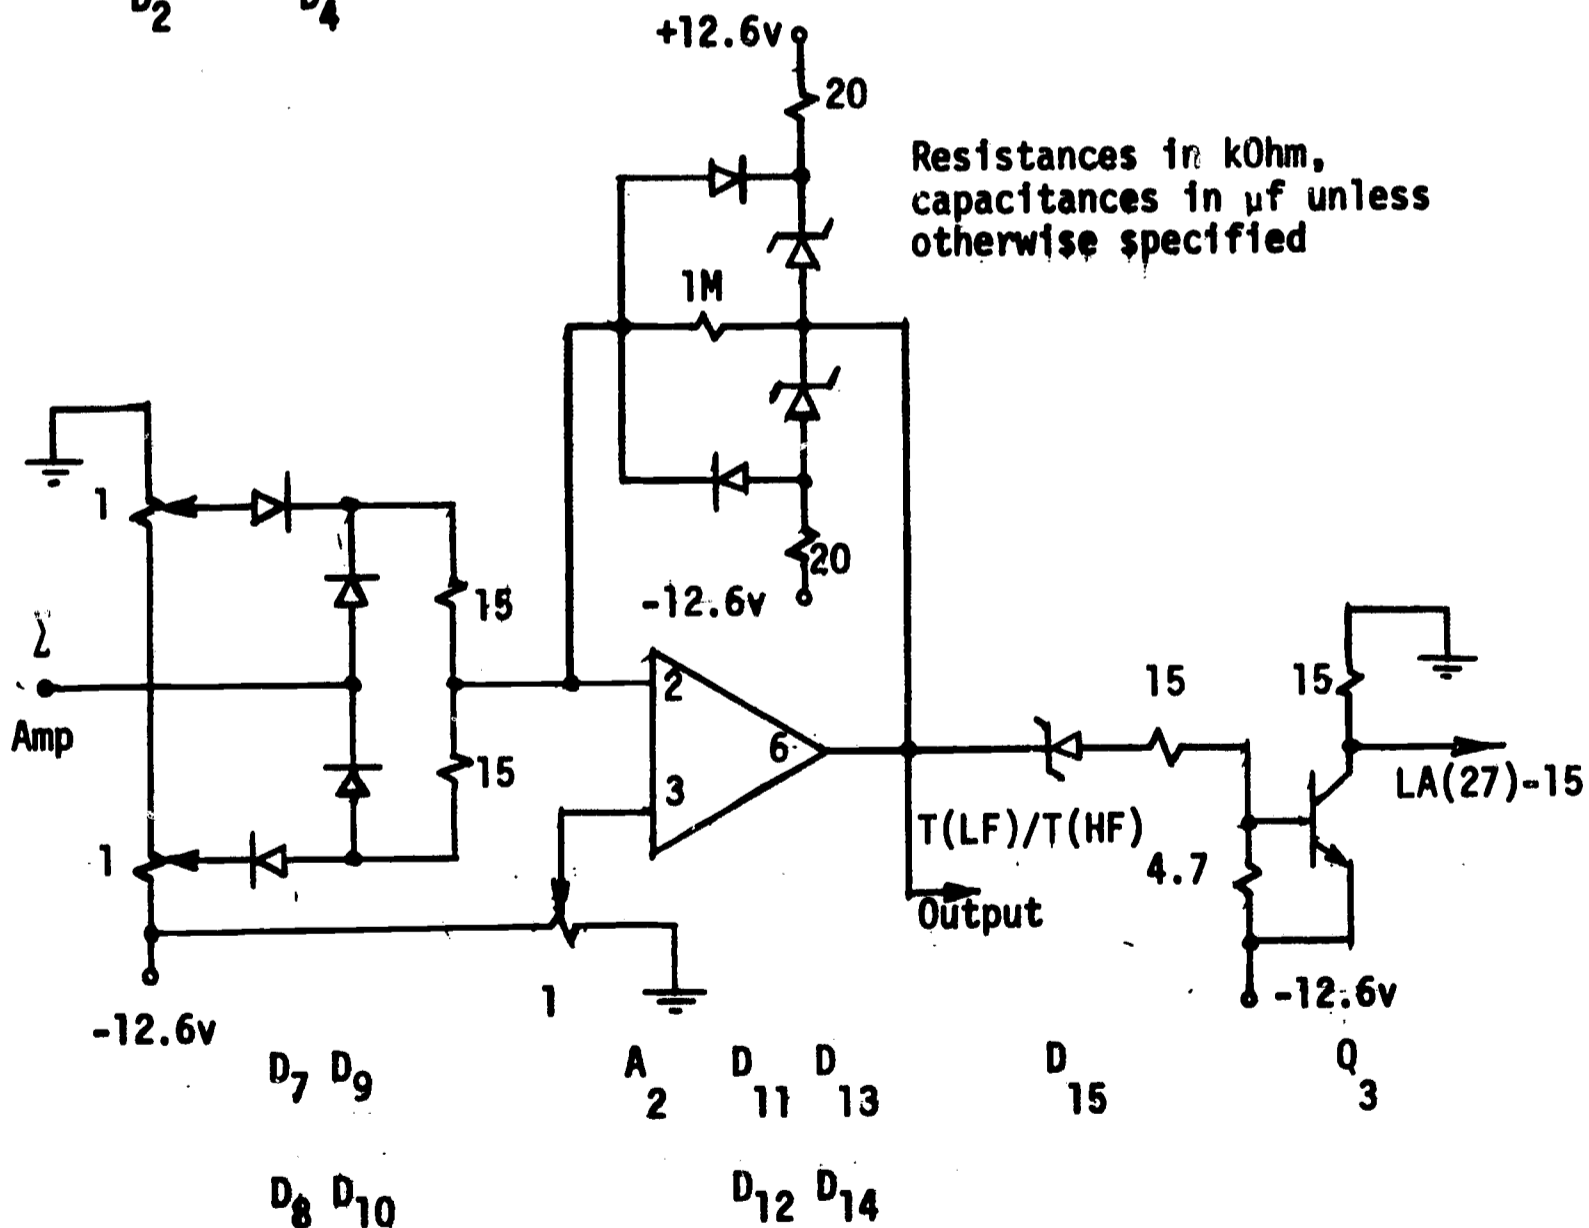 D2 D4
+12.6v
20
Resistances in kOhm,
capacitances in µf unless
otherwise specified
1M
1
15
20
-12.6v
Σ
Amp
2
6
3
15
1
15
15
LA(27)-15
T(LF)/T(HF)
4.7
Output
1
-12.6v
-12.6v
D7 D9
A2
D11 D13
D15
Q3
D8 D10
D12 D14